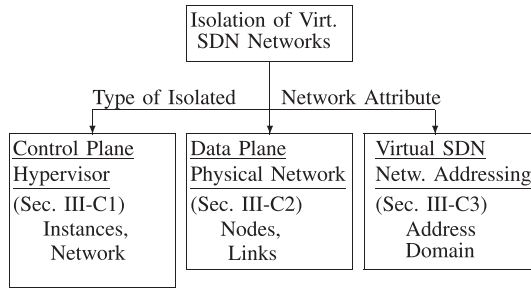 Isolation of Virt.
SDN Networks
Type of Isolated Network Attribute
Control Plane
Hypervisor
(Sec. III-C1)
Instances,
Network
Data Plane
Physical Network
(Sec. III-C2)
Nodes,
Links
Virtual SDN
Netw. Addressing
(Sec. III-C3)
Address
Domain